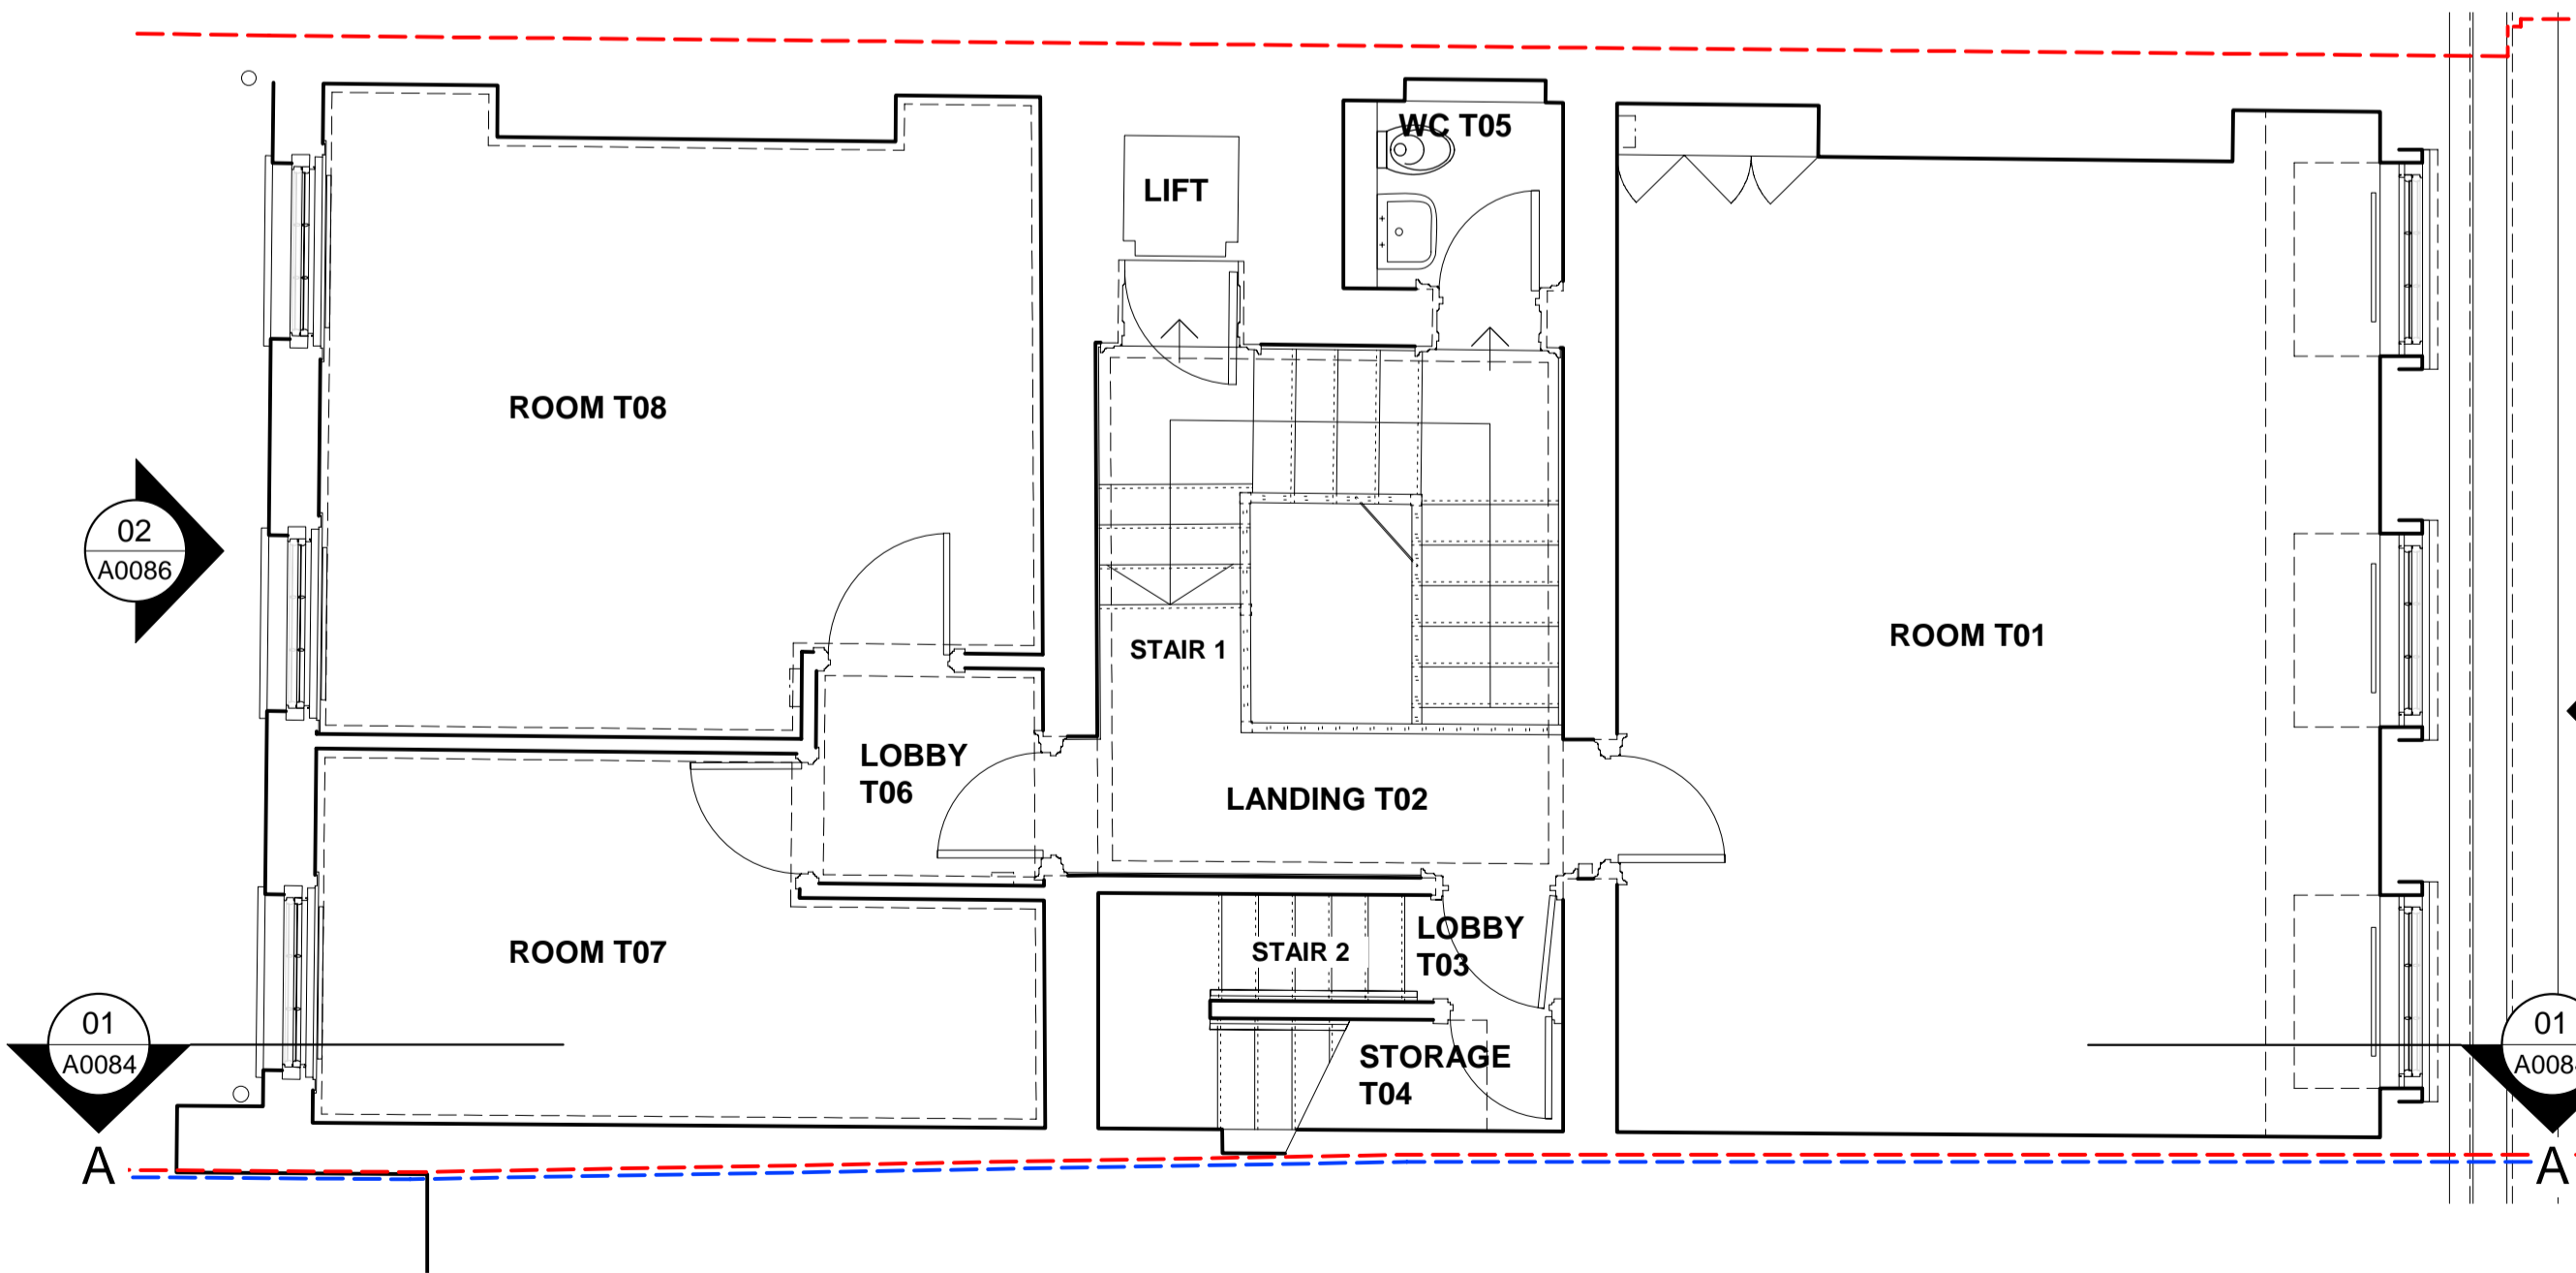 WC T05
LIFT
ROOM T08
02
A0086
ROOM T01
STAIR 1
LOBBY
T06
LANDING T02
ROOM T07
STAIR 2
LOBBY
T03
01
A0084
01
STORAGE
T04
A
A